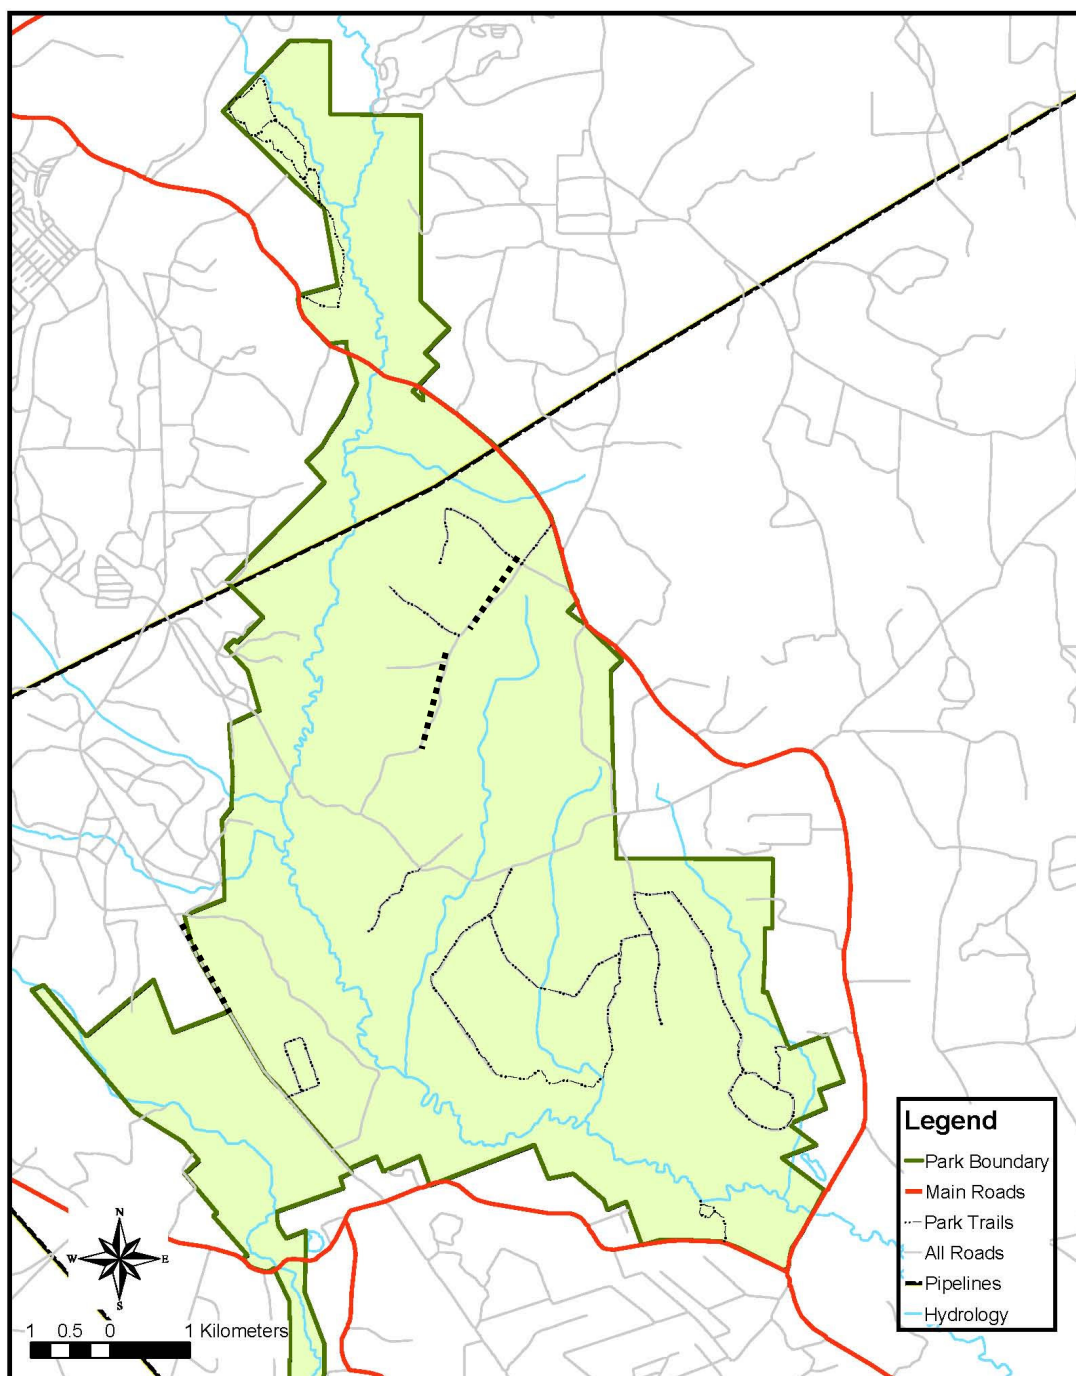 Legend
Park Boundary
Main Roads
Park Trails
All Roads
Pipelines
Hydrology
N
W E
S
1 0.5 0 1 Kilometers